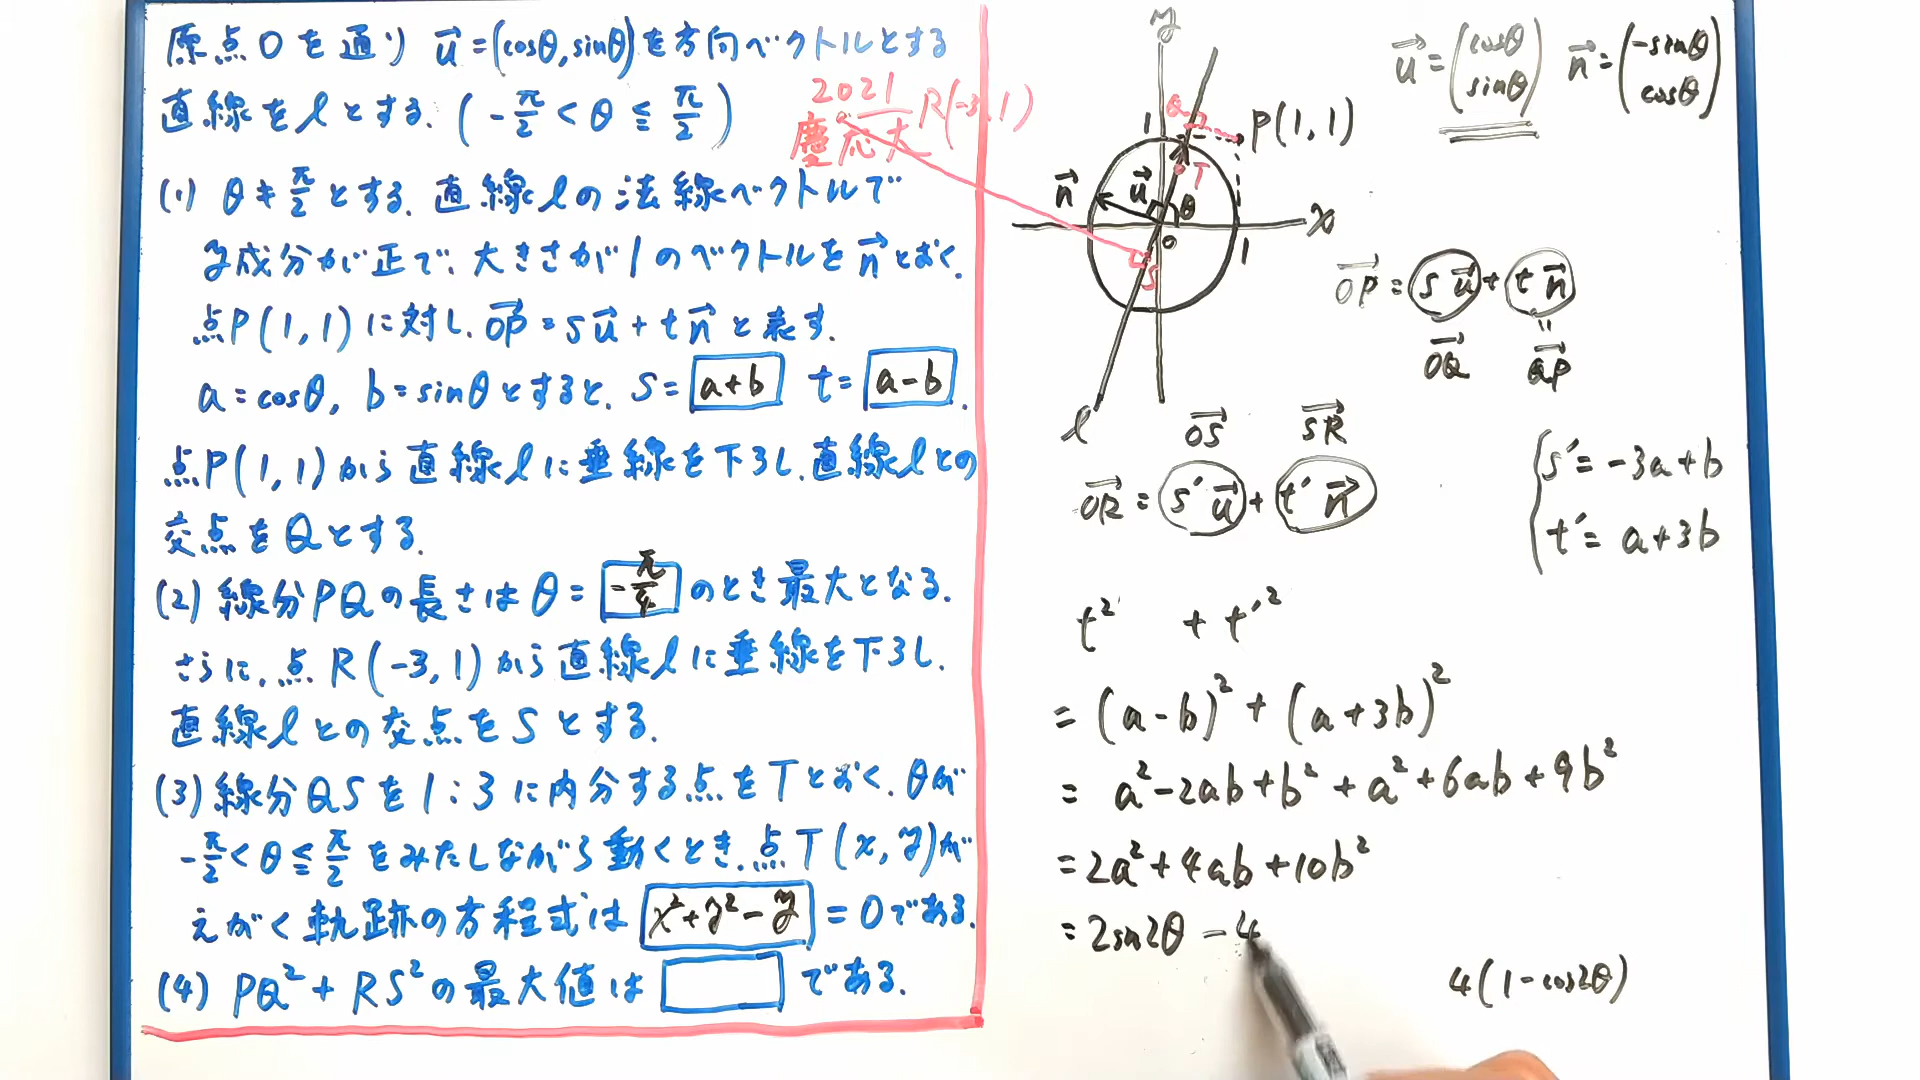 原点Oを通り u→=(cosθ,sinθ)を方向ベクトルとする
直線をlとする.(-π/2<θ≦π/2)
2021
慶応大
(1) θ≠π/2とする.直線lの法線ベクトルで
y成分が正で、大きさが1のベクトルをn→とおく.
点P(1,1)に対し.OP→=su→+tn→と表す.
a=cosθ, b=sinθとすると. s=a+b t=a-b.
点P(1,1)から直線lに垂線を下ろし.直線lとの
交点をQとする.
(2) 線分PQの長さはθ=-π/4のとき最大となる.
さらに.点R(-3,1)から直線lに垂線を下ろし.
直線lとの交点をSとする.
(3) 線分QSを1:3に内分する点をTとおく.θが
-π/2<θ≦π/2をみたしながら動くとき.点T(x,y)が
えがく軌跡の方程式はx²+y²-y=0である.
(4) PQ²+RS²の最大値は である.
y
R(-3,1)
Q
1
P(1,1)
T
n→
u→
θ
x
O
1
S
l
u→=(cosθ sinθ) n→=(-sinθ cosθ)
OP→=su→+tn→
OQ→ QP→
OS→ SR→
OR→=s'u→+t'n→
s'=-3a+b
t'=a+3b
t²+t'²
=(a-b)²+(a+3b)²
=a²-2ab+b²+a²+6ab+9b²
=2a²+4ab+10b²
=2sin2θ-4
4(1-cos2θ)